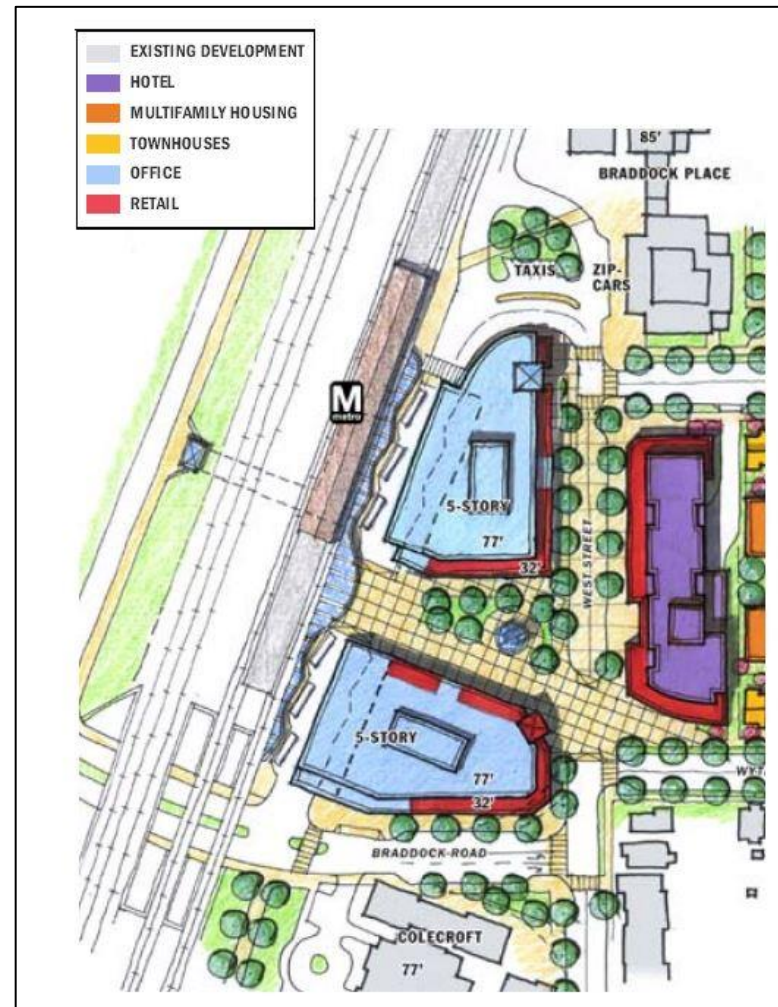 EXISTING DEVELOPMENT
HOTEL
MULTIFAMILY HOUSING
TOWNHOUSES
OFFICE
RETAIL
85'
BRADDOCK PLACE
TAXIS
ZIP-
CARS
M
metro
5-STORY
77'
32'
WEST STREET
5-STORY
77'
32'
WYT
BRADDOCK ROAD
COLECROFT
77'